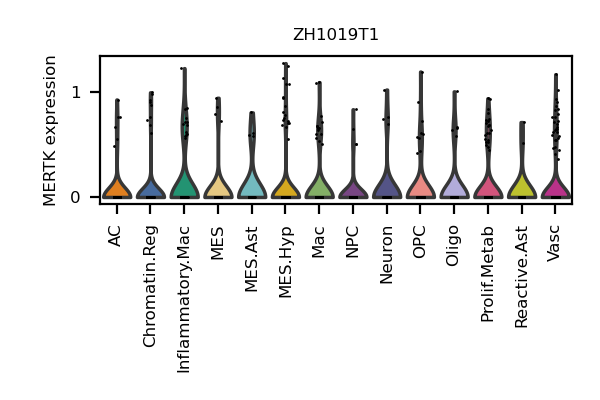 ZH1019T1
MERTK expression
1
0
AC
Chromatin.Reg
Inflammatory.Mac
MES
MES.Ast
MES.Hyp
Mac
NPC
Neuron
OPC
Oligo
Prolif.Metab
Reactive.Ast
Vasc